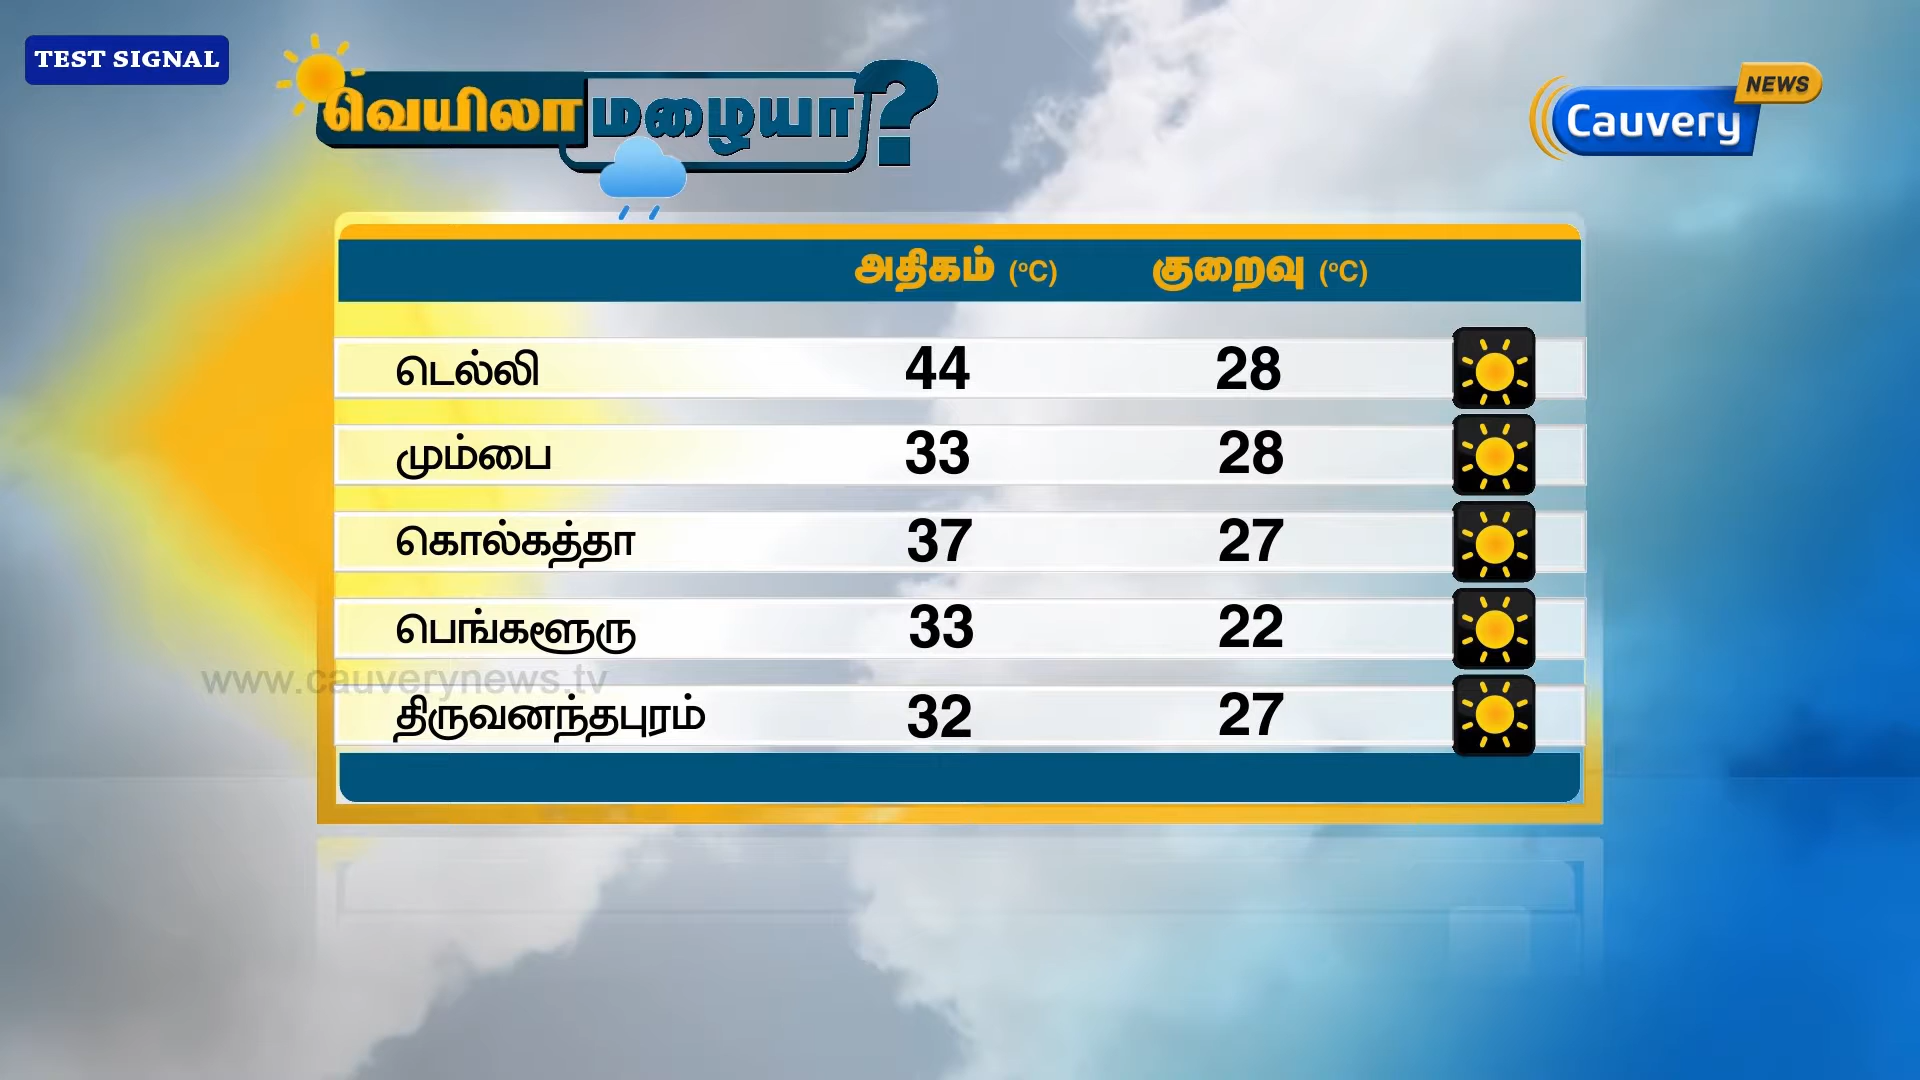 TEST SIGNAL
வெயிலா மழையா?
Cauvery NEWS
அதிகம் (°C) குறைவு (°C)
டெல்லி 44 28
மும்பை 33 28
கொல்கத்தா 37 27
பெங்களூரு 33 22
www.cauverynews.tv
திருவனந்தபுரம் 32 27